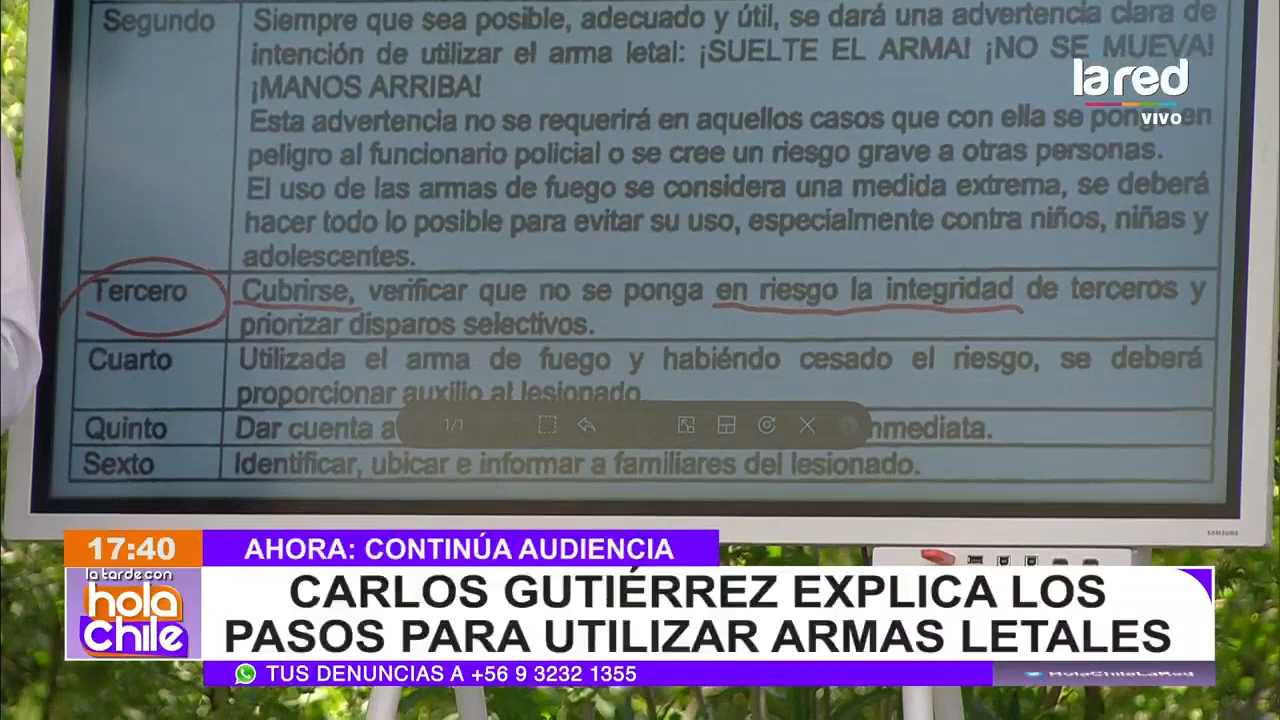 Segundo
Siempre que sea posible, adecuado y útil, se dará una advertencia clara de
intención de utilizar el arma letal: ¡SUELTE EL ARMA! ¡NO SE MUEVA!
¡MANOS ARRIBA!
Esta advertencia no se requerirá en aquellos casos que con ella se ponga en
peligro al funcionario policial o se cree un riesgo grave a otras personas.
El uso de las armas de fuego se considera una medida extrema, se deberá
hacer todo lo posible para evitar su uso, especialmente contra niños, niñas y
adolescentes.
Tercero
Cubrirse, verificar que no se ponga en riesgo la integridad de terceros y
priorizar disparos selectivos.
Cuarto
Utilizada el arma de fuego y habiéndo cesado el riesgo, se deberá
proporcionar auxilio al lesionado.
Quinto
Dar cuenta a
nmediata.
Sexto
Identificar, ubicar e informar a familiares del lesionado.
1/1
la red
vivo
SAMSUNG
17:40
AHORA: CONTINÚA AUDIENCIA
la tarde con
hola
Chile
CARLOS GUTIÉRREZ EXPLICA LOS
PASOS PARA UTILIZAR ARMAS LETALES
TUS DENUNCIAS A +56 9 3232 1355
HolaChileLaRed